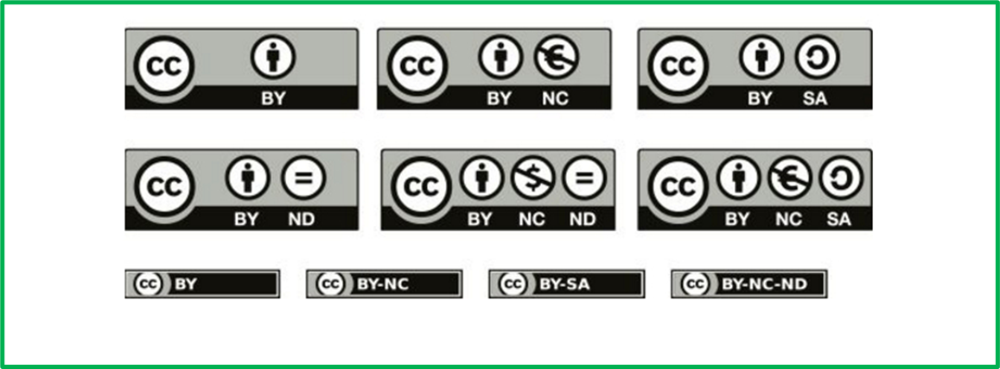 cc BY
cc BY NC
cc BY SA
cc BY = ND
cc BY $ NC = ND
cc BY € NC SA
cc BY
cc BY-NC
cc BY-SA
cc BY-NC-ND